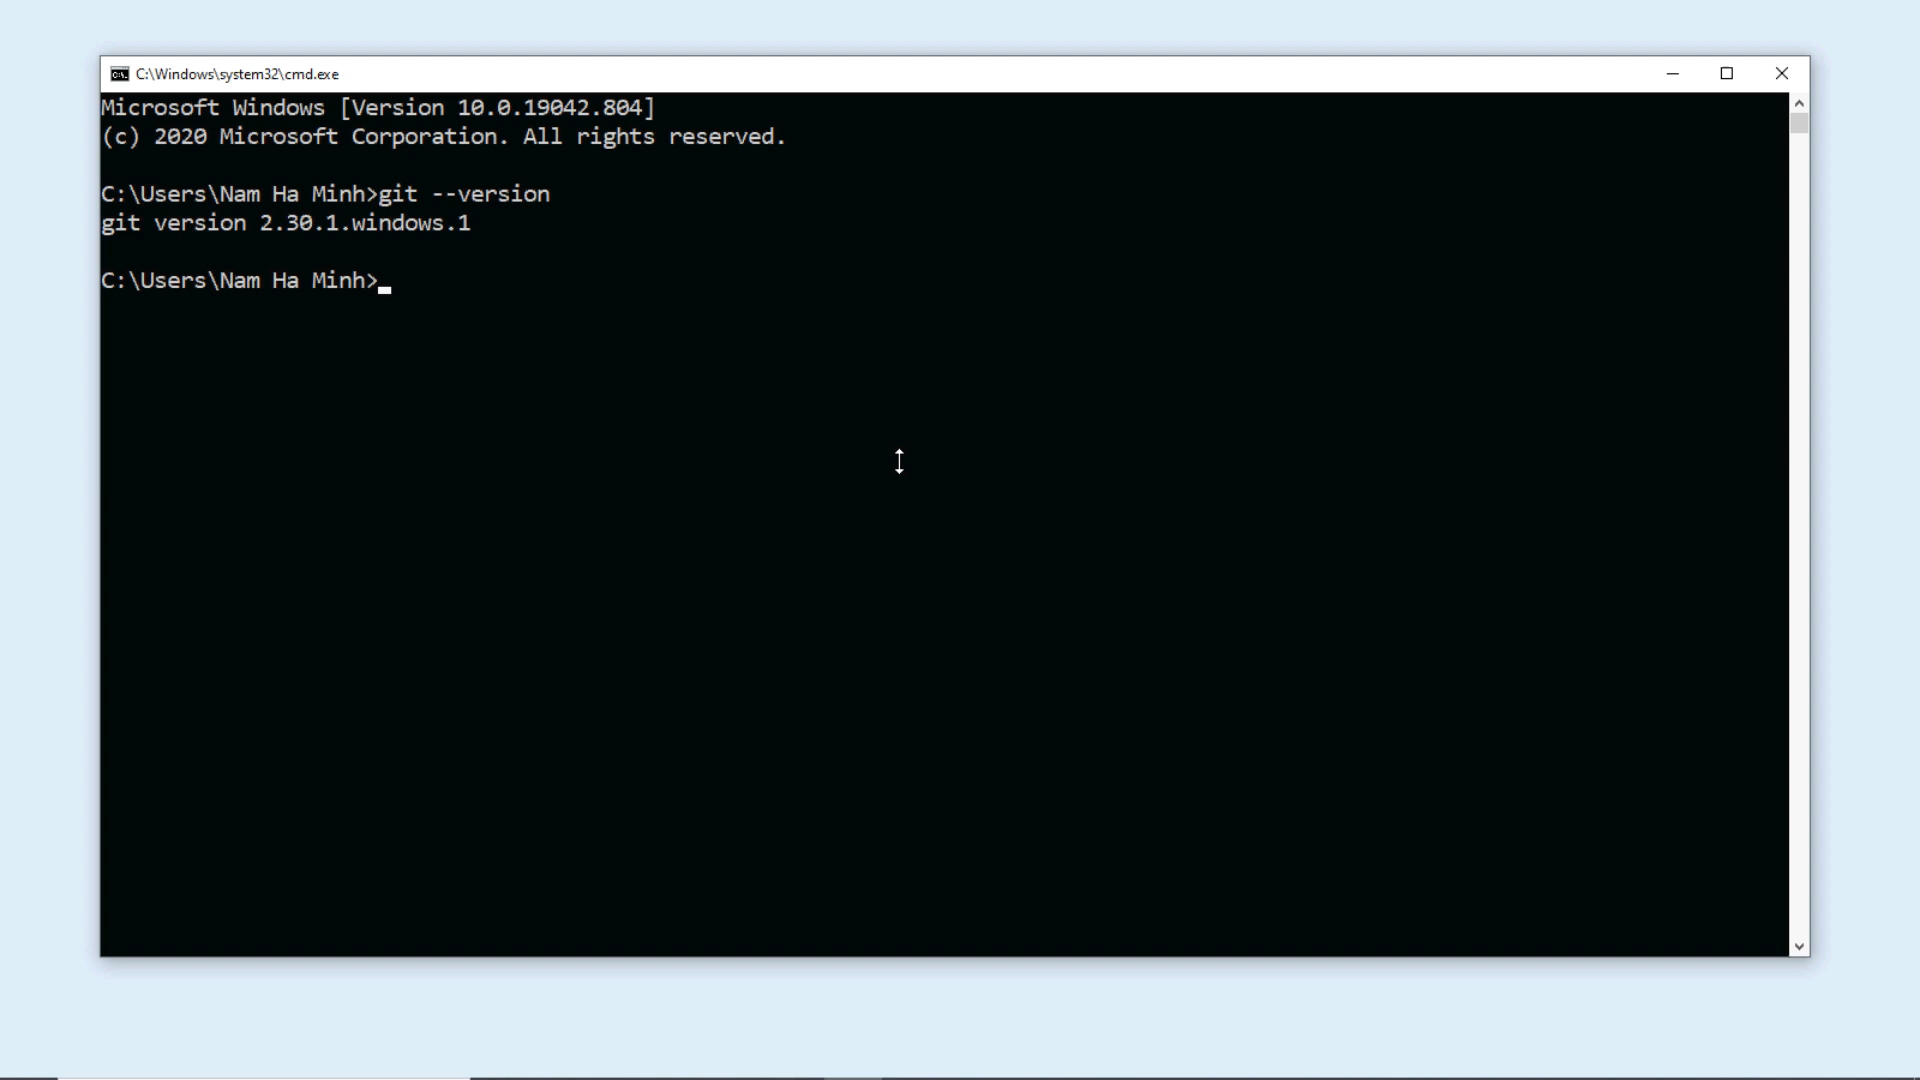 C:\Windows\system32\cmd.exe
Microsoft Windows [Version 10.0.19042.804]
(c) 2020 Microsoft Corporation. All rights reserved.
C:\Users\Nam Ha Minh>git --version
git version 2.30.1.windows.1
C:\Users\Nam Ha Minh>